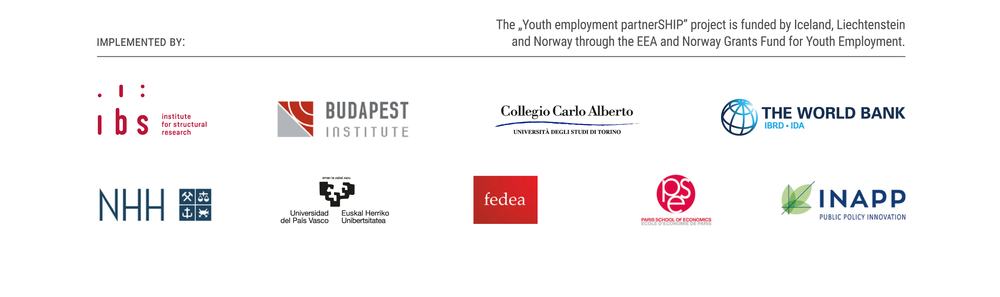 The „Youth employment partnerSHIP” project is funded by Iceland, Liechtenstein
and Norway through the EEA and Norway Grants Fund for Youth Employment.
IMPLEMENTED BY:
ibs
institute
for structural
research
BUDAPEST
INSTITUTE
Collegio Carlo Alberto
UNIVERSITÀ DEGLI STUDI DI TORINO
THE WORLD BANK
IBRD • IDA
NHH
eman ta zabal zazu
Universidad
del País Vasco
Euskal Herriko
Unibertsitatea
fedea
pse
PARIS SCHOOL OF ECONOMICS
ECOLE D'ECONOMIE DE PARIS
INAPP
PUBLIC POLICY INNOVATION